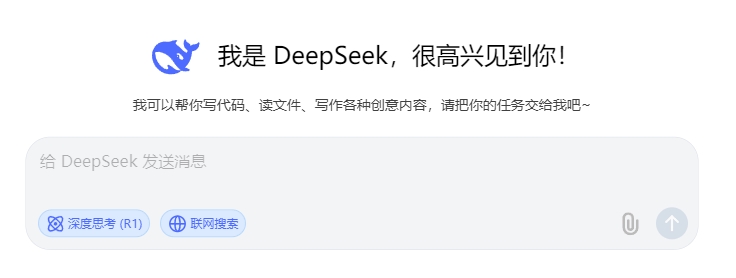 我是 DeepSeek，很高兴见到你！
我可以帮你写代码、读文件、写作各种创意内容，请把你的任务交给我吧~
给 DeepSeek 发送消息
深度思考 (R1) 联网搜索